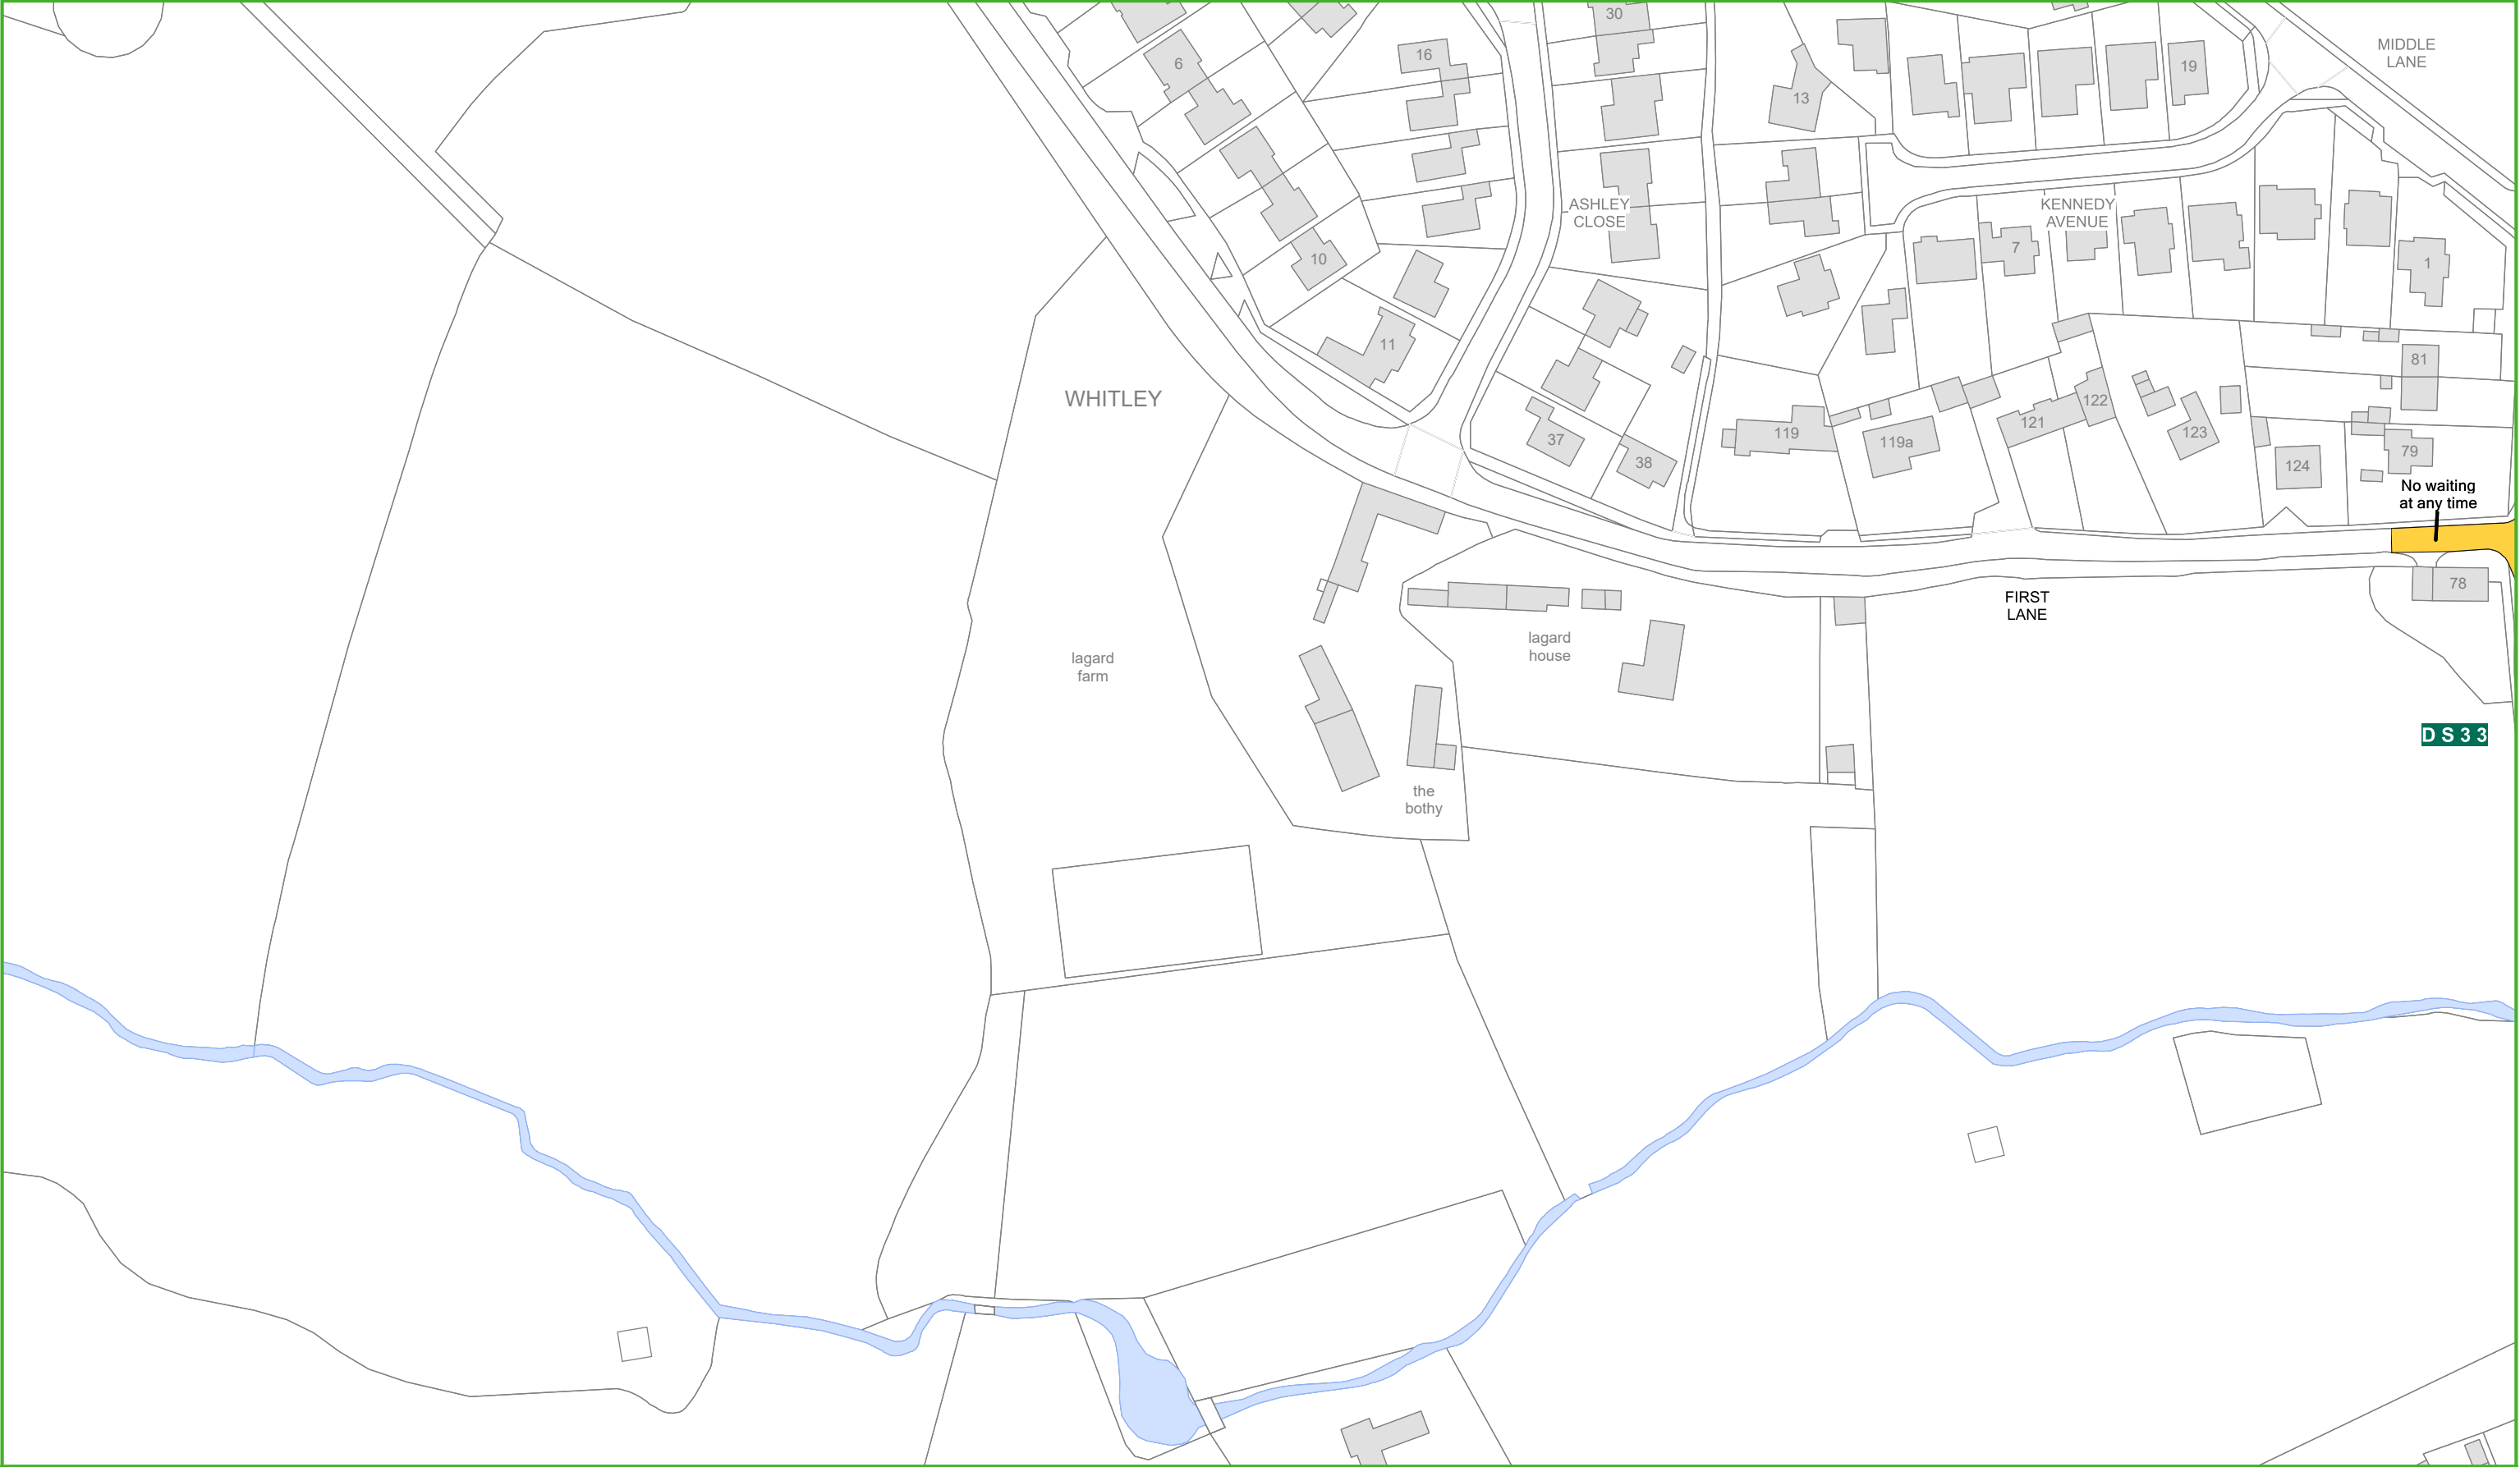 30
MIDDLE
LANE
16
6
19
13
ASHLEY
CLOSE
KENNEDY
AVENUE
7
10
1
11
81
WHITLEY
122
121
123
119
119a
37
38
79
124
No waiting
at any time
78
FIRST
LANE
lagard
house
lagard
farm
DS33
the
bothy